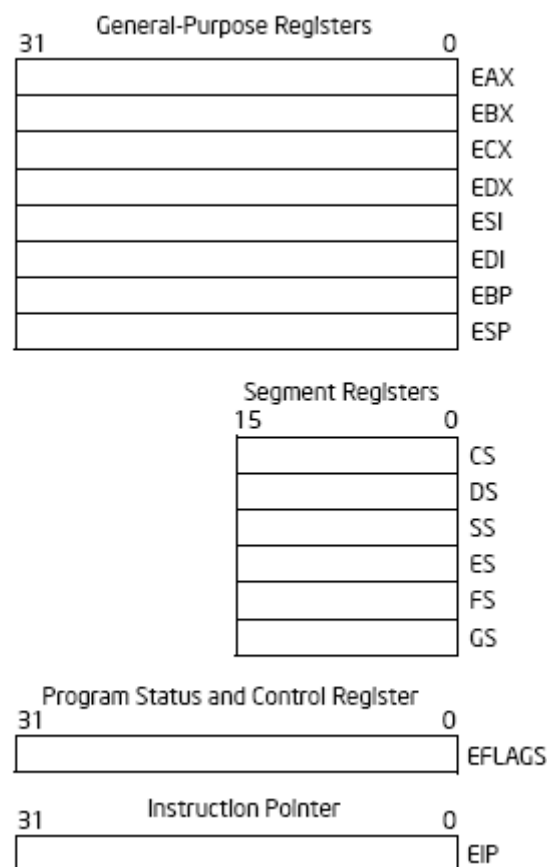 General-Purpose Registers
31 0
EAX
EBX
ECX
EDX
ESI
EDI
EBP
ESP
Segment Registers
15 0
CS
DS
SS
ES
FS
GS
Program Status and Control Register
31 0
EFLAGS
31 Instruction Pointer 0
EIP